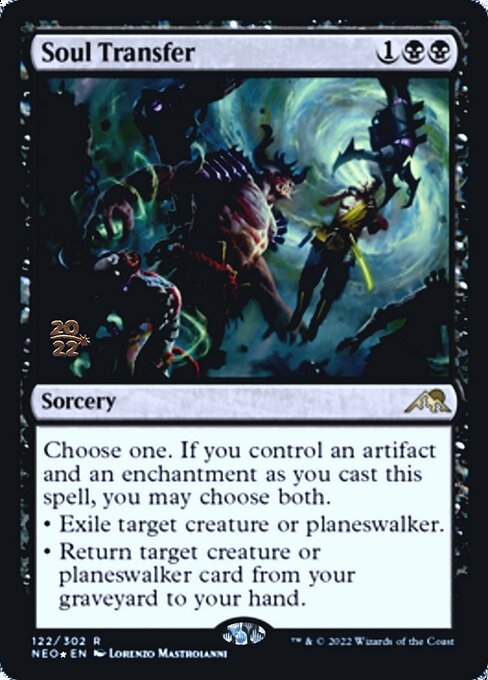 Soul Transfer 1
20
22
Sorcery
Choose one. If you control an artifact
and an enchantment as you cast this
spell, you may choose both.
• Exile target creature or planeswalker.
• Return target creature or
planeswalker card from your
graveyard to your hand.
122/302 R
NEO★EN Lorenzo Mastroianni
™ & © 2022 Wizards of the Coast